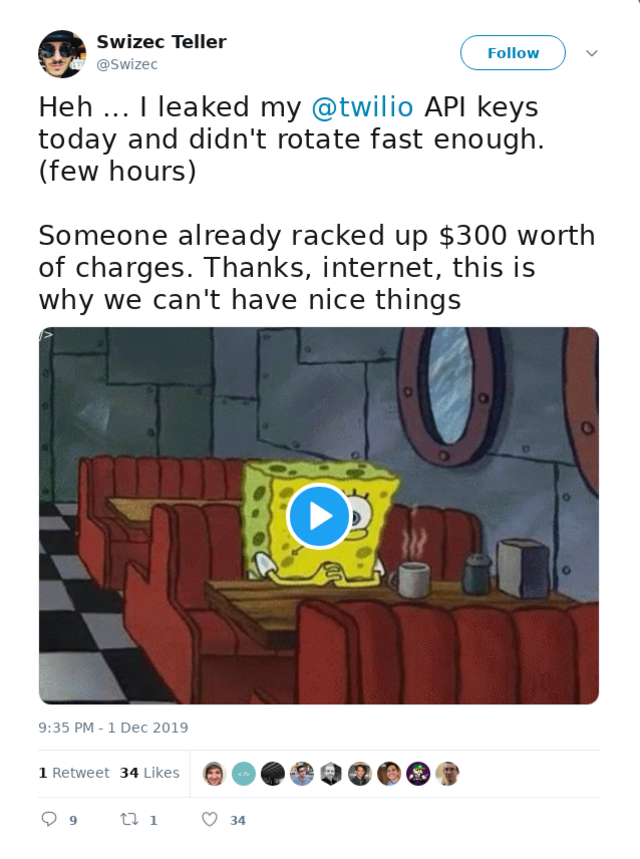 Swizec Teller
@Swizec
Follow
Heh ... I leaked my @twilio API keys
today and didn't rotate fast enough.
(few hours)
Someone already racked up $300 worth
of charges. Thanks, internet, this is
why we can't have nice things
/>
9:35 PM - 1 Dec 2019
1 Retweet 34 Likes
</>
9 1 34